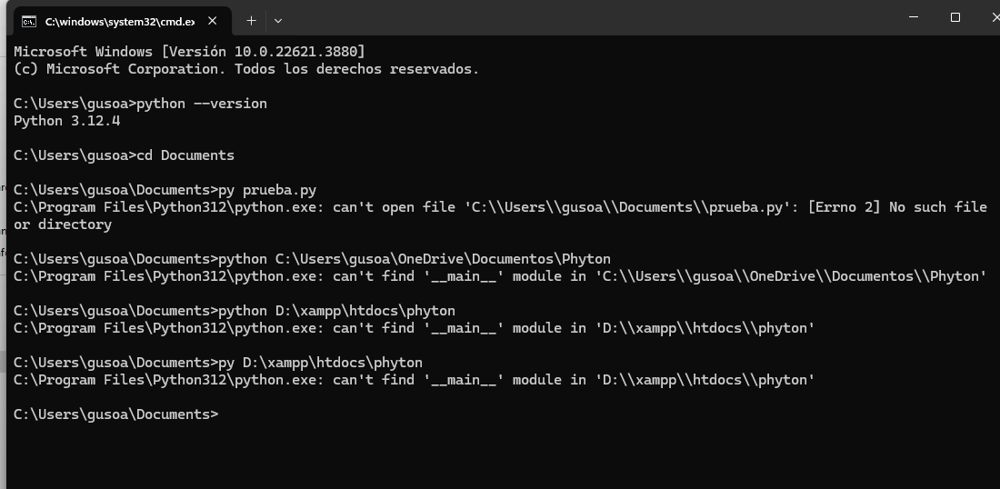 C:\windows\system32\cmd.ex
Microsoft Windows [Versión 10.0.22621.3880]
(c) Microsoft Corporation. Todos los derechos reservados.
C:\Users\gusoa>python --version
Python 3.12.4
C:\Users\gusoa>cd Documents
C:\Users\gusoa\Documents>py prueba.py
C:\Program Files\Python312\python.exe: can't open file 'C:\\Users\\gusoa\\Documents\\prueba.py': [Errno 2] No such file
or directory
C:\Users\gusoa\Documents>python C:\Users\gusoa\OneDrive\Documentos\Phyton
C:\Program Files\Python312\python.exe: can't find '__main__' module in 'C:\\Users\\gusoa\\OneDrive\\Documentos\\Phyton'
C:\Users\gusoa\Documents>python D:\xampp\htdocs\phyton
C:\Program Files\Python312\python.exe: can't find '__main__' module in 'D:\\xampp\\htdocs\\phyton'
C:\Users\gusoa\Documents>py D:\xampp\htdocs\phyton
C:\Program Files\Python312\python.exe: can't find '__main__' module in 'D:\\xampp\\htdocs\\phyton'
C:\Users\gusoa\Documents>